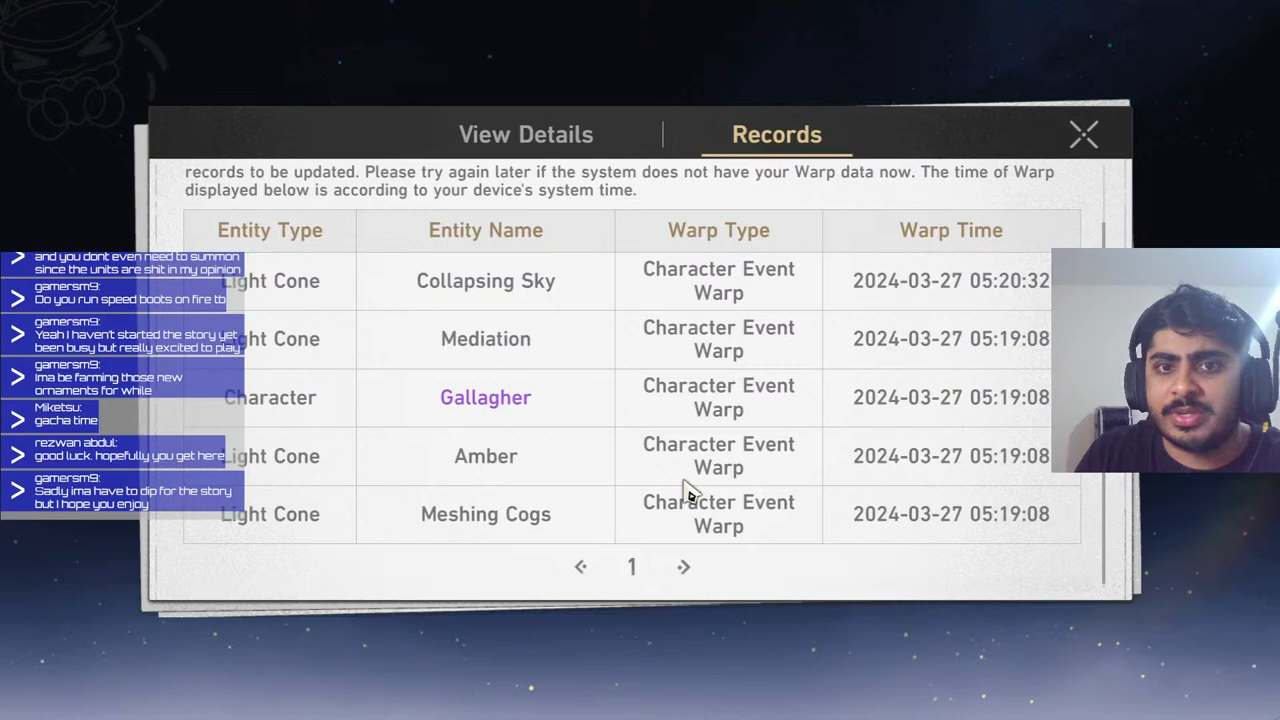 View Details
Records
records to be updated. Please try again later if the system does not have your Warp data now. The time of Warp
displayed below is according to your device's system time.
Entity Type Entity Name Warp Type Warp Time
Light Cone Collapsing Sky Character Event Warp 2024-03-27 05:20:32
Light Cone Mediation Character Event Warp 2024-03-27 05:19:08
Character Gallagher Character Event Warp 2024-03-27 05:19:08
Light Cone Amber Character Event Warp 2024-03-27 05:19:08
Light Cone Meshing Cogs Character Event Warp 2024-03-27 05:19:08
1
and you dont even need to summon
since the units are shit in my opinion
gamersm9:
Do you run speed boots on fire tb
gamersm9:
Yeah I haven't started the story yet
been busy but really excited to play
gamersm9:
Ima be farming those new
ornaments for while
Miketsu:
gacha time
rezwan abdul:
good luck. hopefully you get here
gamersm9:
Sadly ima have to dip for the story
but I hope you enjoy